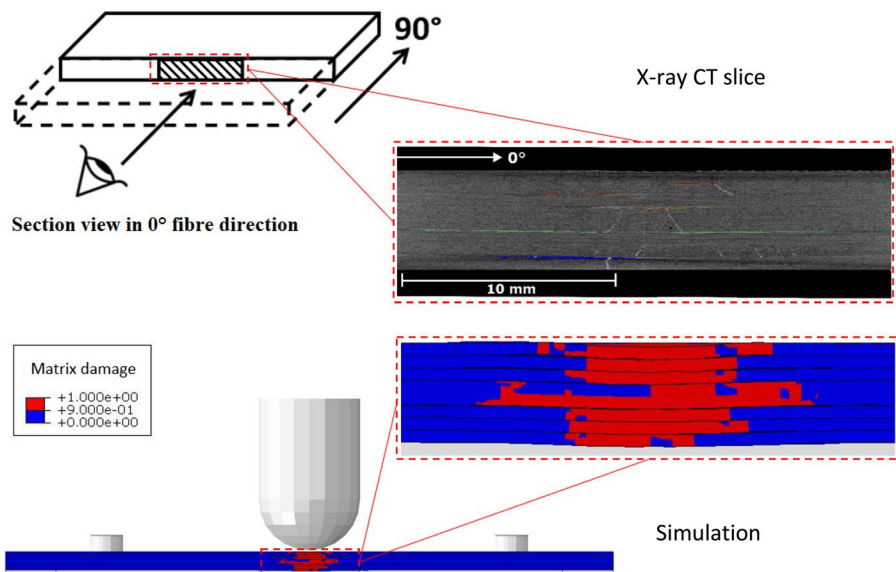 90°
X-ray CT slice
0°
Section view in 0° fibre direction
10 mm
Matrix damage
+1.000e+00
+9.000e-01
+0.000e+00
Simulation